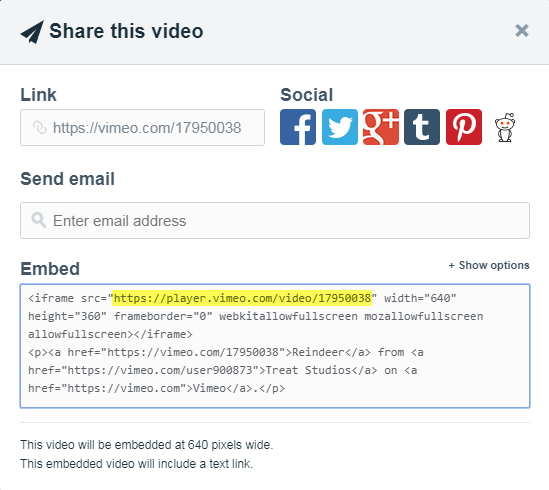 Share this video
Link
Social
https://vimeo.com/17950038
f
g+
t
Send email
Enter email address
Embed
+ Show options
<iframe src="https://player.vimeo.com/video/17950038" width="640"
height="360" frameborder="0" webkitallowfullscreen mozallowfullscreen
allowfullscreen></iframe>
<p><a href="https://vimeo.com/17950038">Reindeer</a> from <a
href="https://vimeo.com/user900873">Treat Studios</a> on <a
href="https://vimeo.com">Vimeo</a>.</p>
This video will be embedded at 640 pixels wide.
This embedded video will include a text link.